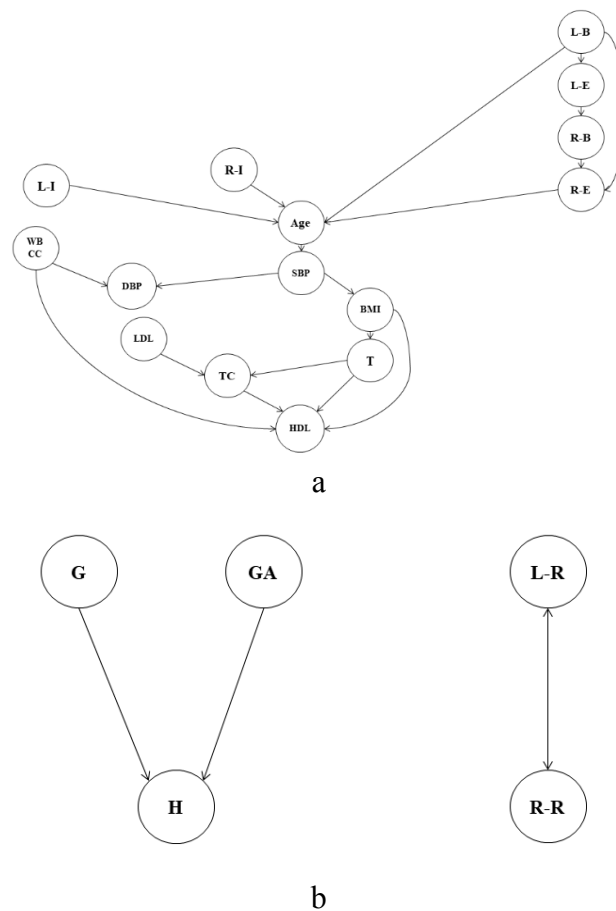 L-B
L-E
R-B
R-I
L-I
R-E
Age
WB
CC
SBP
DBP
BMI
LDL
T
TC
HDL
a
G
GA
L-R
H
R-R
b